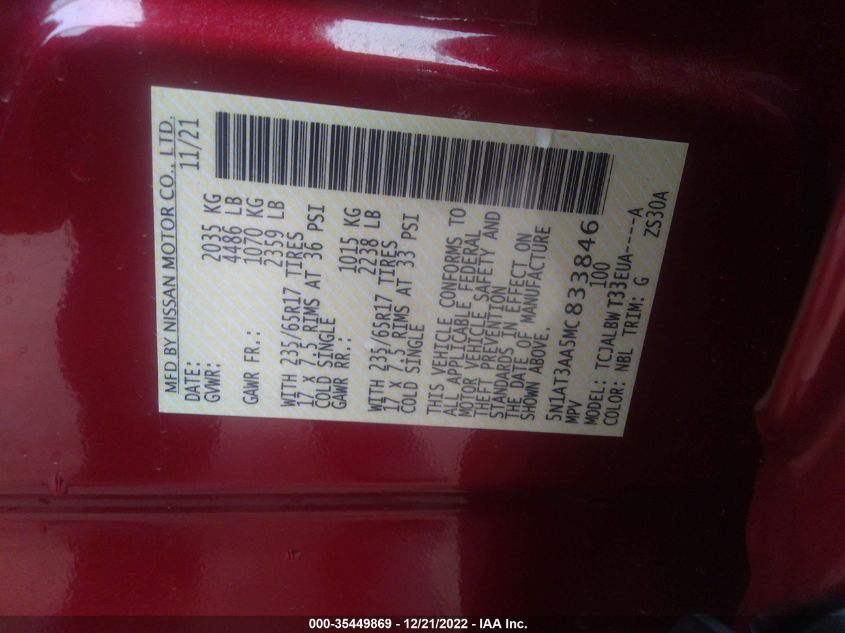 MFD BY NISSAN MOTOR CO., LTD.
DATE: 11/21
GVWR: 2035 KG
4486 LB
GAWR FR.: 1070 KG
2359 LB
WITH 235/65R17 TIRES
17 X 7.5 RIMS AT 36 PSI
COLD SINGLE
GAWR RR.: 1015 KG
2238 LB
WITH 235/65R17 TIRES
17 X 7.5 RIMS AT 33 PSI
COLD SINGLE
THIS VEHICLE CONFORMS TO
ALL APPLICABLE FEDERAL
MOTOR VEHICLE SAFETY AND
THEFT PREVENTION
STANDARDS IN EFFECT ON
THE DATE OF MANUFACTURE
SHOWN ABOVE.
5N1AT3AA5MC833846
MPV 100
MODEL: TCJALBW T33EUA-----A
COLOR: NBL TRIM: G ZS30A
000-35449869 - 12/21/2022 - IAA Inc.